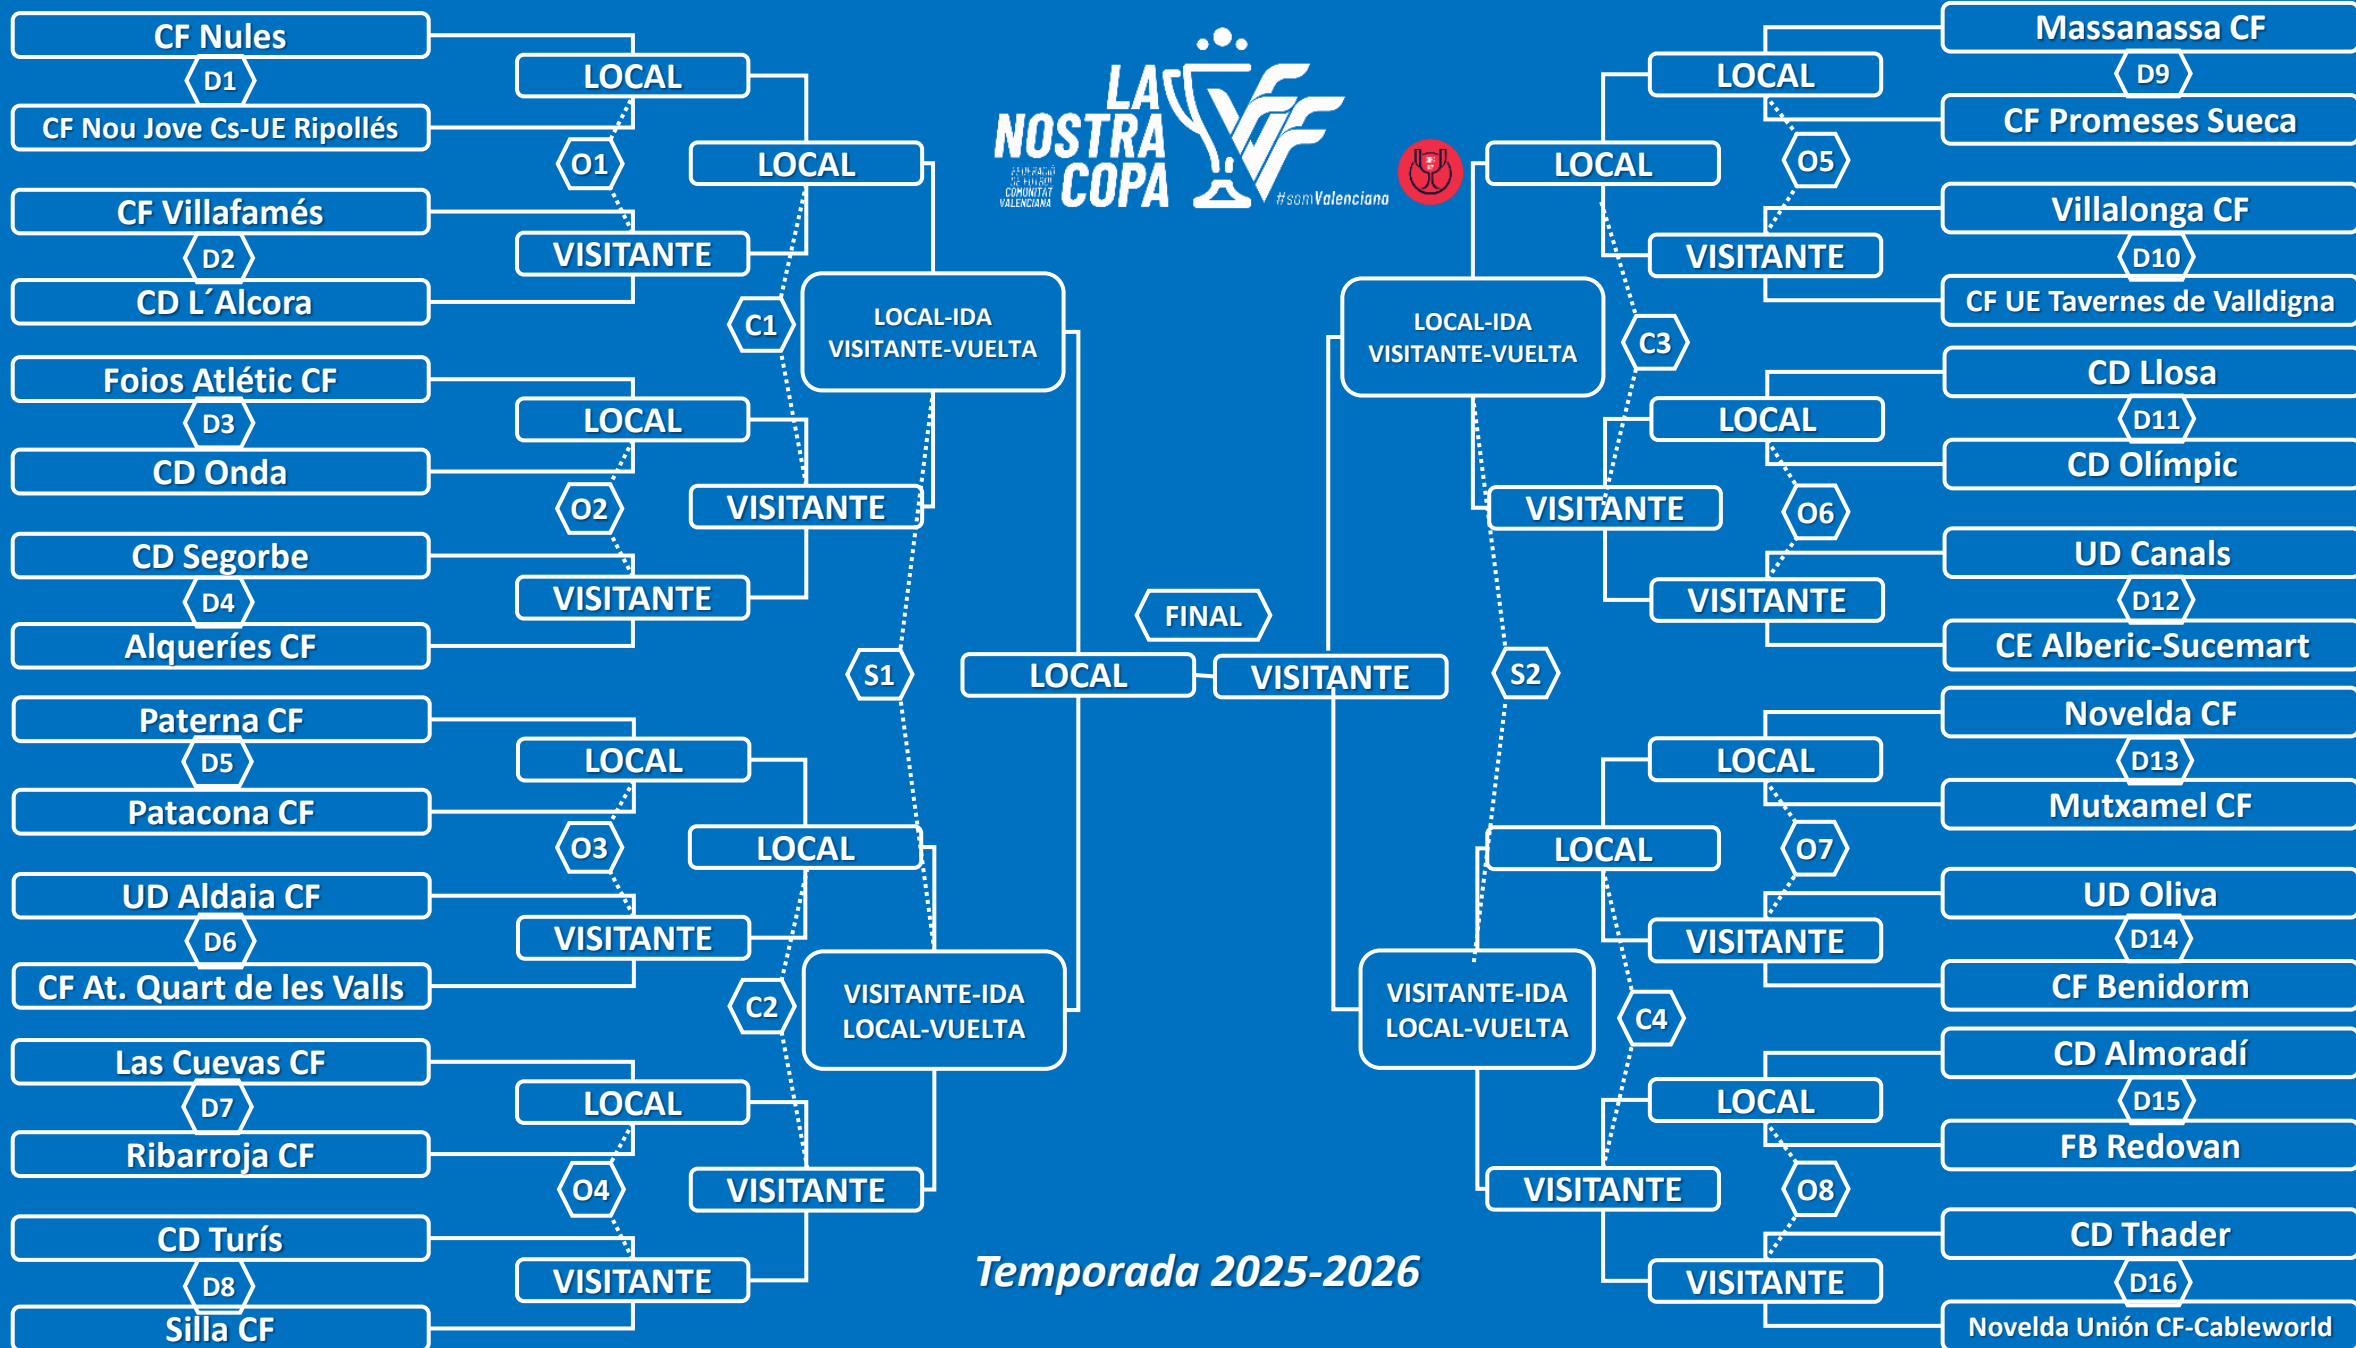 CF Nules
D1
CF Nou Jove Cs-UE Ripollés
CF Villafamés
D2
CD L´Alcora
Foios Atlétic CF
D3
CD Onda
CD Segorbe
D4
Alqueríes CF
Paterna CF
D5
Patacona CF
UD Aldaia CF
D6
CF At. Quart de les Valls
Las Cuevas CF
D7
Ribarroja CF
CD Turís
D8
Silla CF
LOCAL
O1
VISITANTE
LOCAL
O2
VISITANTE
LOCAL
O3
VISITANTE
LOCAL
O4
VISITANTE
LOCAL
C1
VISITANTE
LOCAL
C2
VISITANTE
LOCAL-IDA
VISITANTE-VUELTA
S1
VISITANTE-IDA
LOCAL-VUELTA
LA
NOSTRA
COPA
FEDERACIÓ
DE FUTBOL
COMUNITAT
VALENCIANA
#somValenciana
FINAL
LOCAL
VISITANTE
Temporada 2025-2026
LOCAL-IDA
VISITANTE-VUELTA
S2
VISITANTE-IDA
LOCAL-VUELTA
LOCAL
C3
VISITANTE
LOCAL
C4
VISITANTE
LOCAL
O5
VISITANTE
LOCAL
O6
VISITANTE
LOCAL
O7
VISITANTE
LOCAL
O8
VISITANTE
Massanassa CF
D9
CF Promeses Sueca
Villalonga CF
D10
CF UE Tavernes de Valldigna
CD Llosa
D11
CD Olímpic
UD Canals
D12
CE Alberic-Sucemart
Novelda CF
D13
Mutxamel CF
UD Oliva
D14
CF Benidorm
CD Almoradí
D15
FB Redovan
CD Thader
D16
Novelda Unión CF-Cableworld